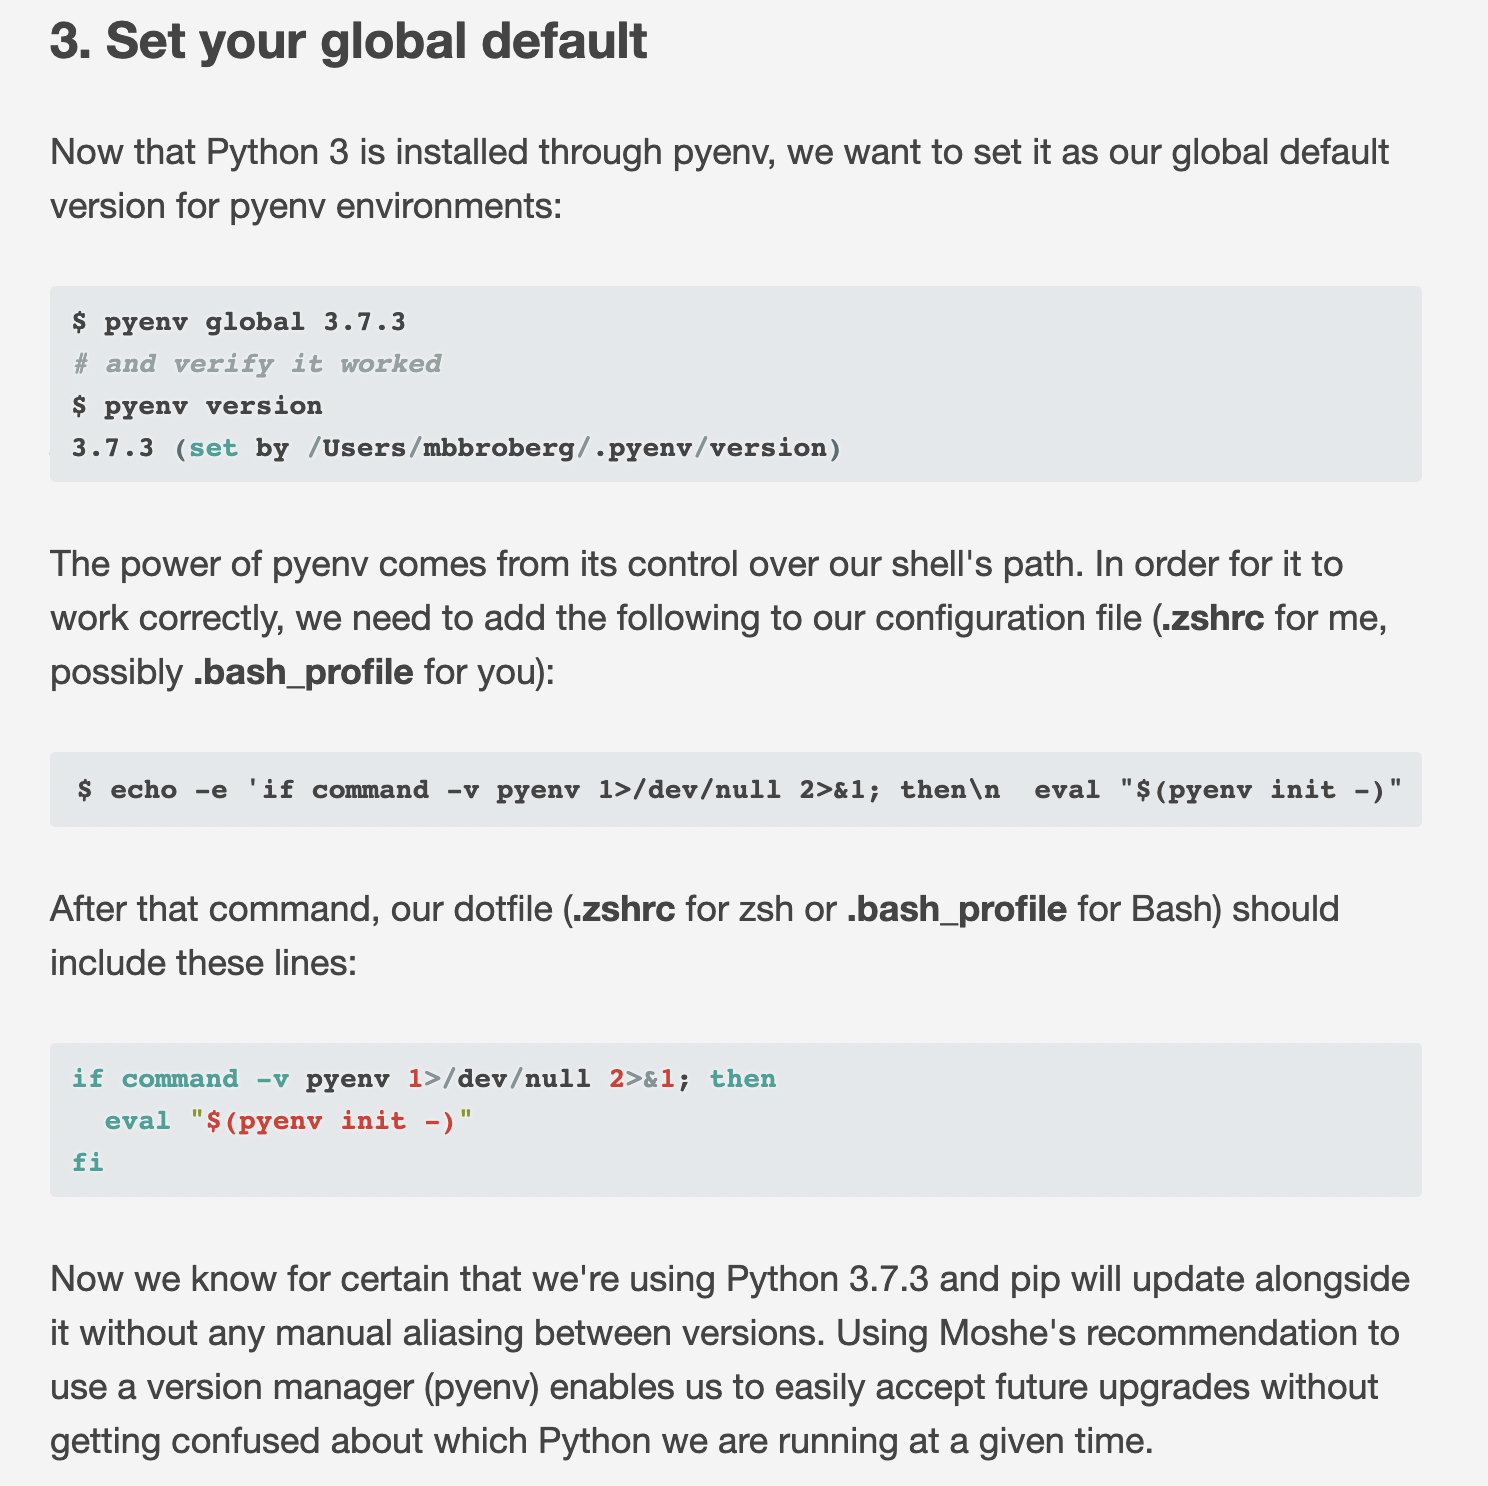 3. Set your global default
Now that Python 3 is installed through pyenv, we want to set it as our global default
version for pyenv environments:
$ pyenv global 3.7.3
# and verify it worked
$ pyenv version
3.7.3 (set by /Users/mbbroberg/.pyenv/version)
The power of pyenv comes from its control over our shell's path. In order for it to
work correctly, we need to add the following to our configuration file (.zshrc for me,
possibly .bash_profile for you):
$ echo -e 'if command -v pyenv 1>/dev/null 2>&1; then\n  eval "$(pyenv init -)"
After that command, our dotfile (.zshrc for zsh or .bash_profile for Bash) should
include these lines:
if command -v pyenv 1>/dev/null 2>&1; then
  eval "$(pyenv init -)"
fi
Now we know for certain that we're using Python 3.7.3 and pip will update alongside
it without any manual aliasing between versions. Using Moshe's recommendation to
use a version manager (pyenv) enables us to easily accept future upgrades without
getting confused about which Python we are running at a given time.